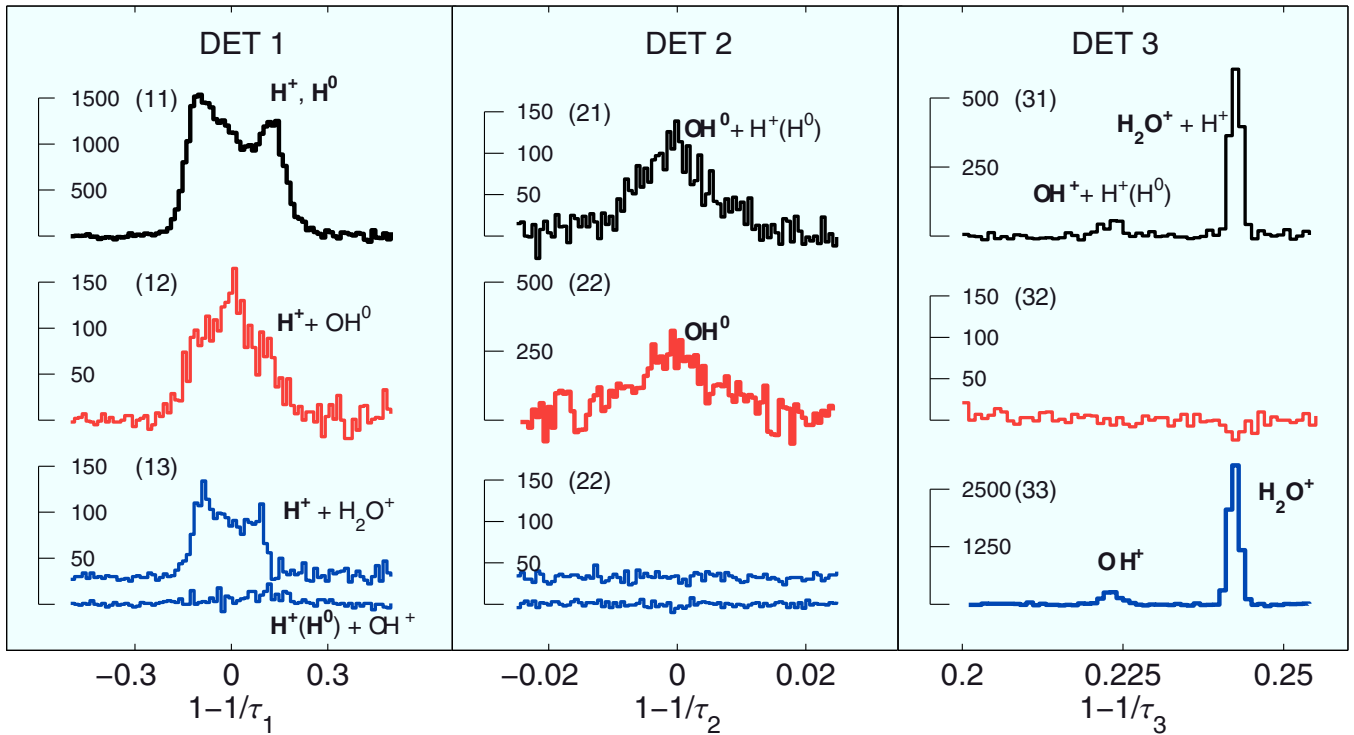 DET 1
1500 (11)
1000
500
H⁺, H⁰
150 (12)
100
50
H⁺ + OH⁰
150 (13)
100
50
H⁺ + H₂O⁺
H⁺(H⁰) + OH⁺
−0.3 0 0.3
1−1/τ₁
DET 2
150 (21)
100
50
OH⁰ + H⁺(H⁰)
500 (22)
250
OH⁰
150 (22)
100
50
−0.02 0 0.02
1−1/τ₂
DET 3
500 (31)
250
H₂O⁺ + H⁺
OH⁺ + H⁺(H⁰)
150 (32)
100
50
2500 (33)
1250
H₂O⁺
OH⁺
0.2 0.225 0.25
1−1/τ₃